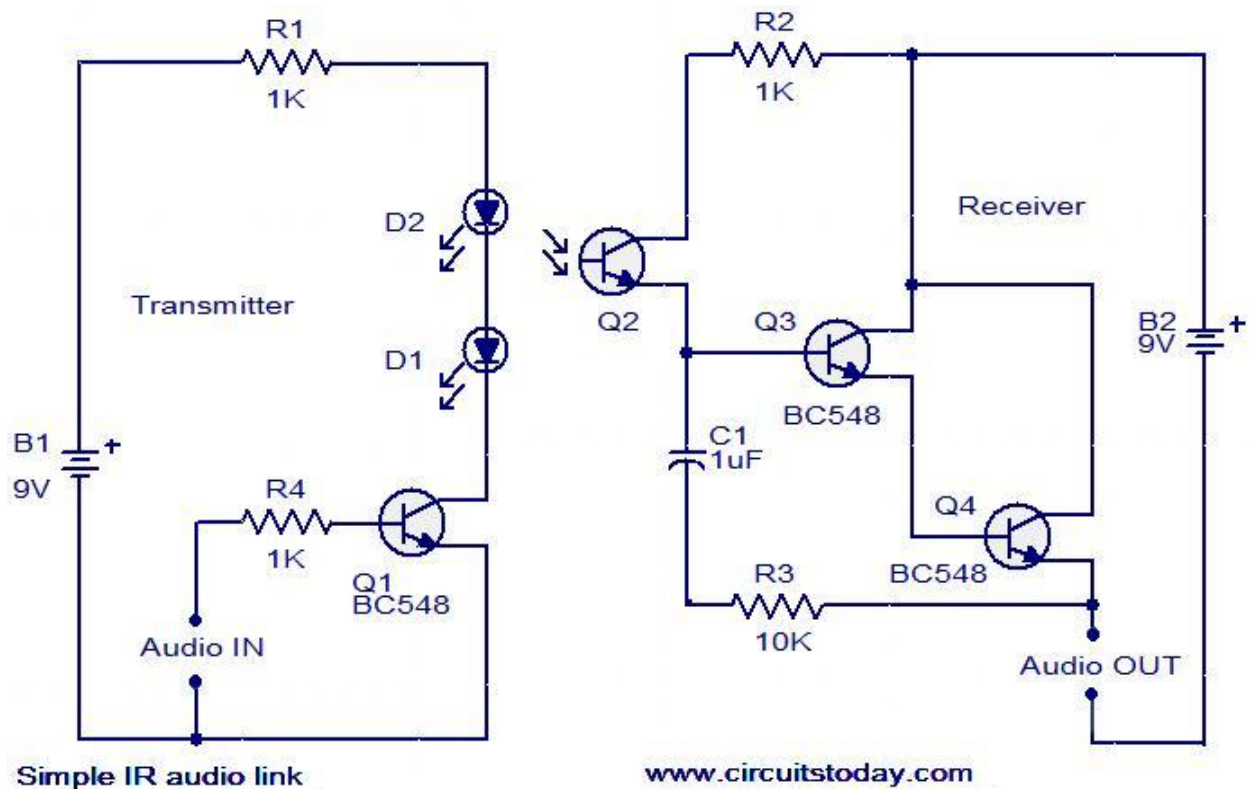 R1
1K
R2
1K
D2
Receiver
Transmitter
Q2
Q3
B2
9V
+
D1
BC548
B1
+
9V
C1
1uF
R4
1K
Q4
Q1
BC548
BC548
R3
10K
Audio IN
Audio OUT
Simple IR audio link
www.circuitstoday.com